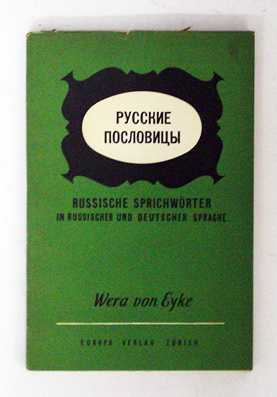 РУССКИЕ
ПОСЛОВИЦЫ
RUSSISCHE SPRICHWÖRTER
IN RUSSISCHER UND DEUTSCHER SPRACHE
Wera von Eyke
EUROPA VERLAG ZÜRICH